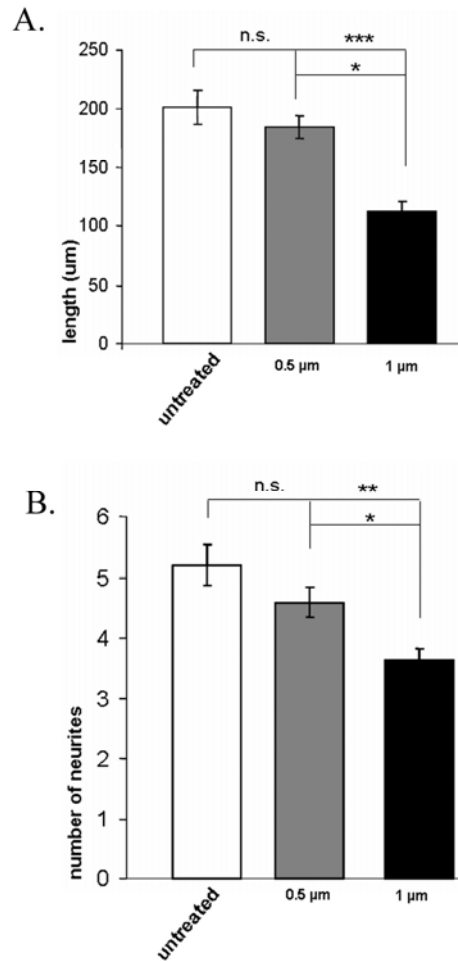 A.
n.s. ***
*
250
200
150
100
50
0
length (um)
untreated 0.5 µm 1 µm
B.
n.s. **
*
6
5
4
3
2
1
0
number of neurites
untreated 0.5 µm 1 µm